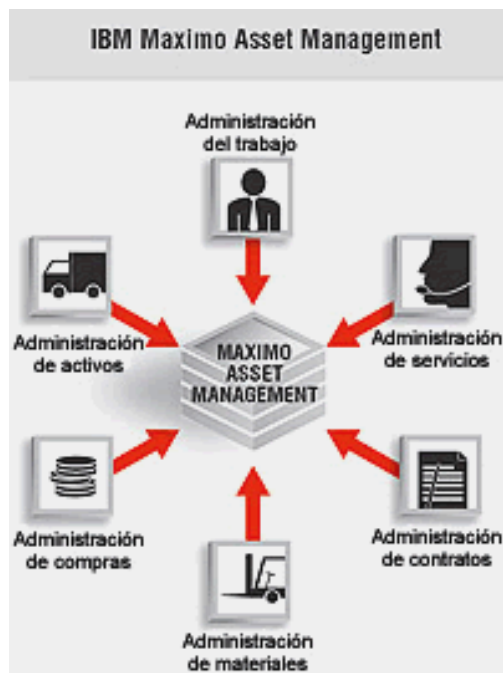 IBM Maximo Asset Management
Administración
del trabajo
Administración
de activos
Administración
de servicios
MAXIMO
ASSET
MANAGEMENT
Administración
de compras
Administración
de contratos
Administración
de materiales